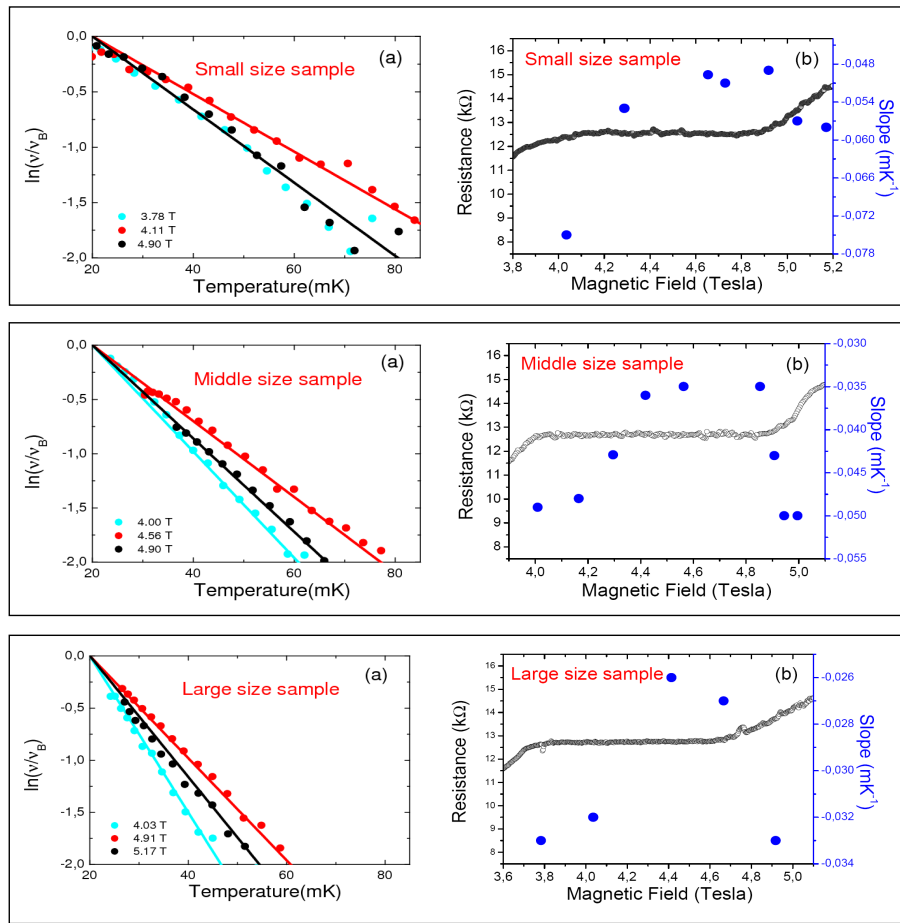 (a)
Small size sample
ln(ν/ν_B)
0,0
-0,5
-1,0
-1,5
-2,0
3.78 T
4.11 T
4.90 T
20 40 60 80
Temperature(mK)
(b)
Small size sample
Resistance (kΩ)
16
15
14
13
12
11
10
9
8
3,8 4,0 4,2 4,4 4,6 4,8 5,0 5,2
Magnetic Field (Tesla)
-0,048
-0,054
-0,060
-0,066
-0,072
-0,078
Slope (mK⁻¹)
(a)
Middle size sample
ln(ν/ν_B)
0,0
-0,5
-1,0
-1,5
-2,0
4.00 T
4.56 T
4.90 T
20 40 60 80
Temperature(mK)
(b)
Middle size sample
Resistance (kΩ)
16
15
14
13
12
11
10
9
8
4,0 4,2 4,4 4,6 4,8 5,0
Magnetic Field (Tesla)
-0,030
-0,035
-0,040
-0,045
-0,050
-0,055
Slope (mK⁻¹)
(a)
Large size sample
ln(ν/ν_B)
0,0
-0,5
-1,0
-1,5
-2,0
4.03 T
4.91 T
5.17 T
20 40 60 80
Temperature(mK)
(b)
Large size sample
Resistance (kΩ)
16
15
14
13
12
11
10
9
8
3,6 3,8 4,0 4,2 4,4 4,6 4,8 5,0
Magnetic Field (Tesla)
-0,026
-0,028
-0,029
-0,031
-0,032
-0,034
Slope (mK⁻¹)